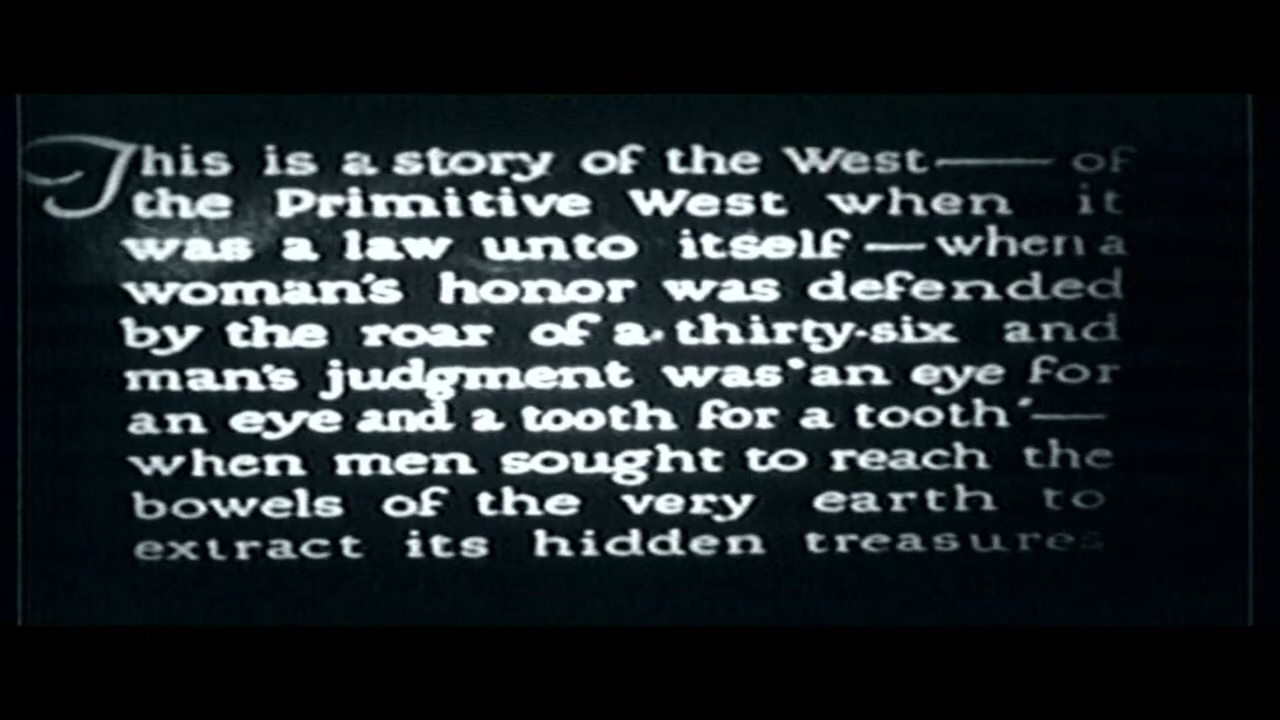 This is a story of the West — of
the Primitive West when it
was a law unto itself — when a
woman's honor was defended
by the roar of a thirty-six and
man's judgment was "an eye for
an eye and a tooth for a tooth" —
when men sought to reach the
bowels of the very earth to
extract its hidden treasures